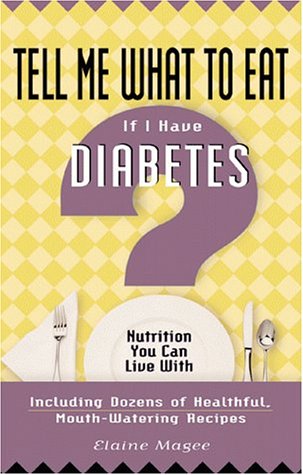 TELL ME WHAT TO EAT
If I Have
DIABETES
?
Nutrition
You Can
Live With
Including Dozens of Healthful,
Mouth-Watering Recipes
Elaine Magee